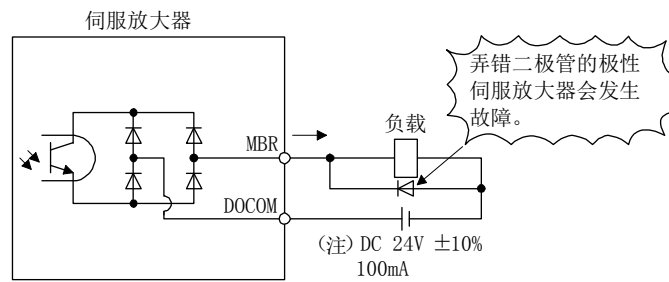 伺服放大器
弄错二极管的极性
伺服放大器会发生
故障。
负载
MBR
DOCOM
(注) DC 24V ±10%
100mA